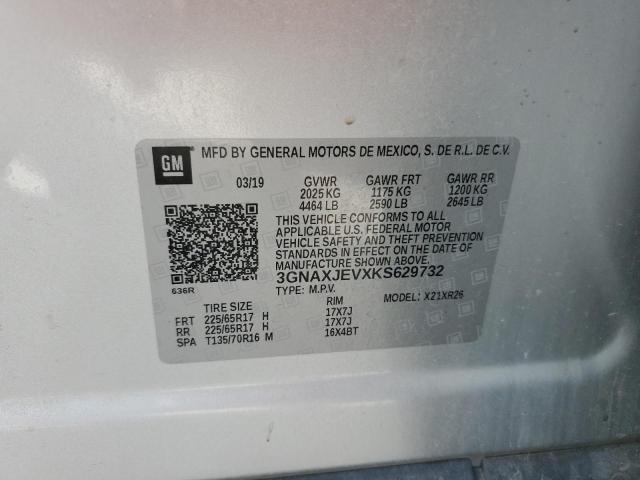 GM MFD BY GENERAL MOTORS DE MEXICO, S. DE R.L. DE C.V.
03/19 GVWR GAWR FRT GAWR RR
2025 KG 1175 KG 1200 KG
4464 LB 2590 LB 2645 LB
THIS VEHICLE CONFORMS TO ALL
APPLICABLE U.S. FEDERAL MOTOR
VEHICLE SAFETY AND THEFT PREVENTION
STANDARDS IN EFFECT ON THE DATE OF
MANUFACTURE SHOWN ABOVE.
3GNAXJEVXKS629732
636R TYPE: M.P.V. MODEL: X21XR26
TIRE SIZE RIM
FRT 225/65R17 H 17X7J
RR 225/65R17 H 17X7J
SPA T135/70R16 M 16X4BT